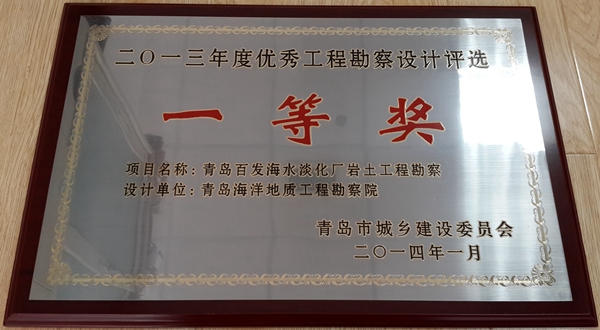 二〇一三年度优秀工程勘察设计评选
一等奖
项目名称：青岛百发海水淡化厂岩土工程勘察
设计单位：青岛海洋地质工程勘察院
青岛市城乡建设委员会
二〇一四年一月